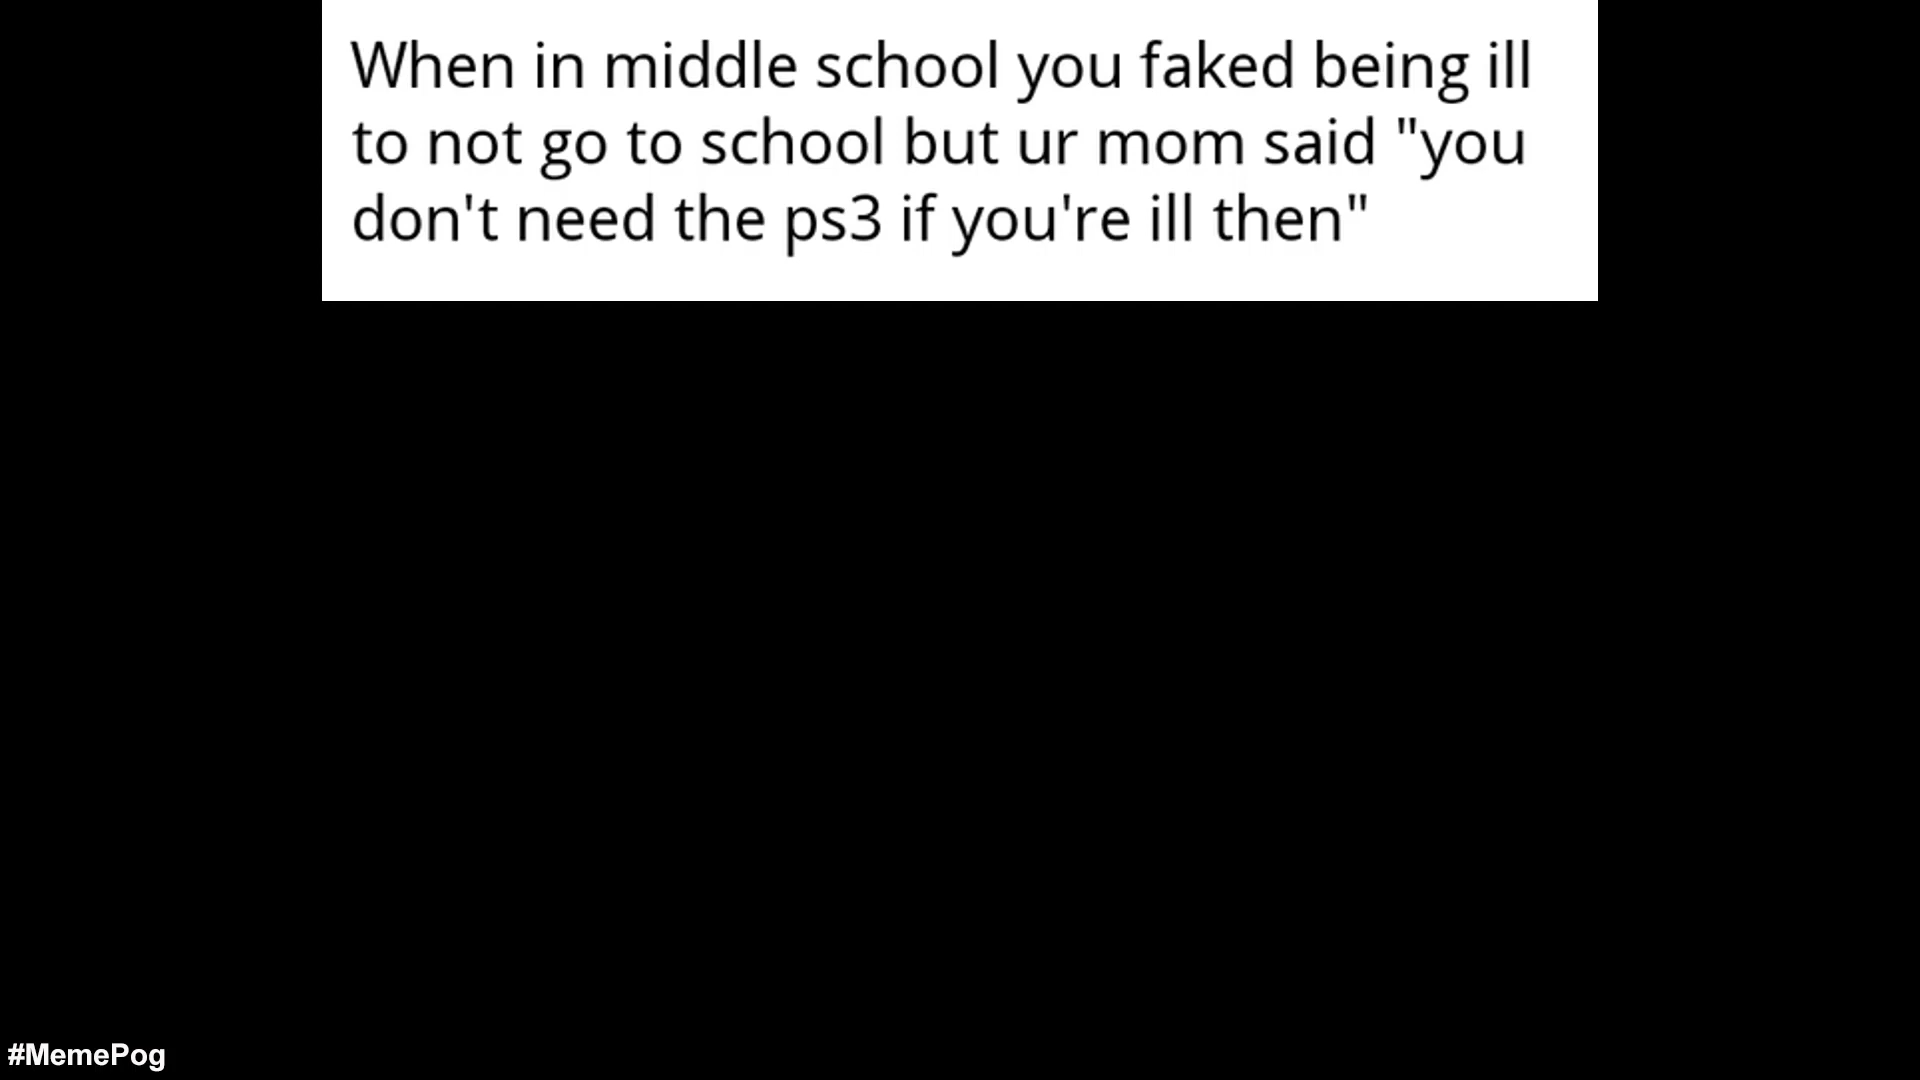 When in middle school you faked being ill
to not go to school but ur mom said "you
don't need the ps3 if you're ill then"
#MemePog